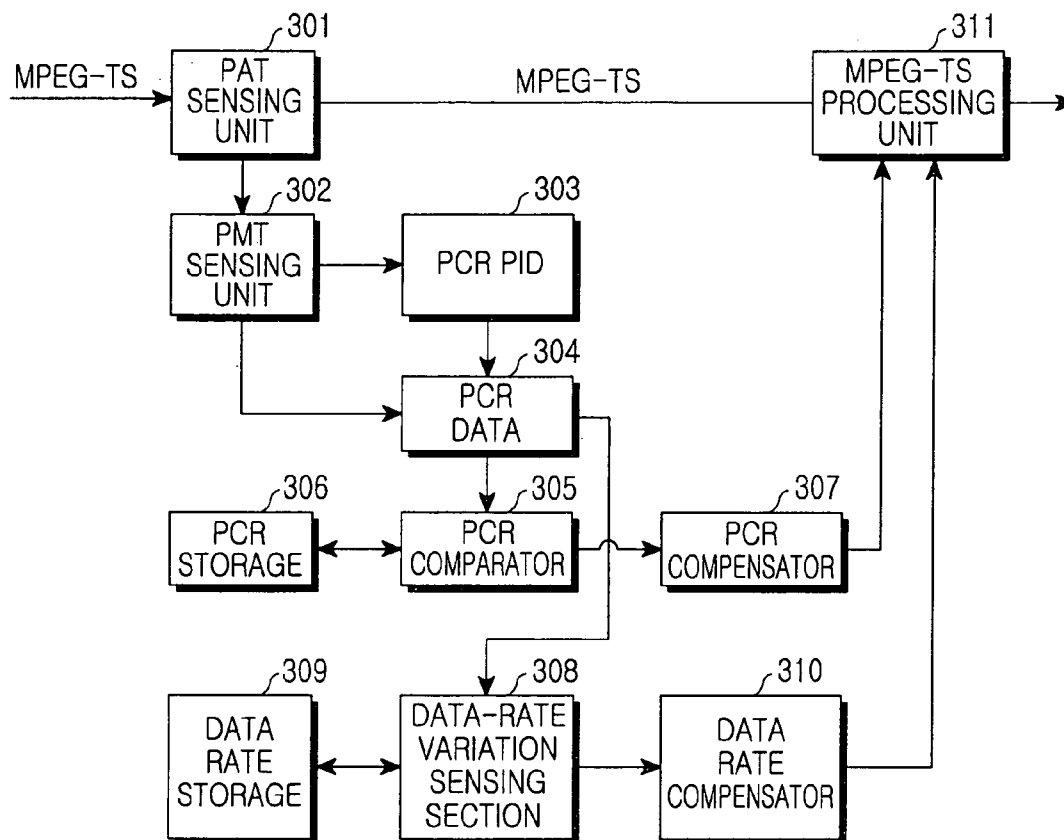 301
311
MPEG-TS
PAT
SENSING
UNIT
MPEG-TS
MPEG-TS
PROCESSING
UNIT
302
303
PMT
SENSING
UNIT
PCR PID
304
PCR
DATA
306
305
307
PCR
STORAGE
PCR
COMPARATOR
PCR
COMPENSATOR
309
308
310
DATA
RATE
STORAGE
DATA-RATE
VARIATION
SENSING
SECTION
DATA
RATE
COMPENSATOR